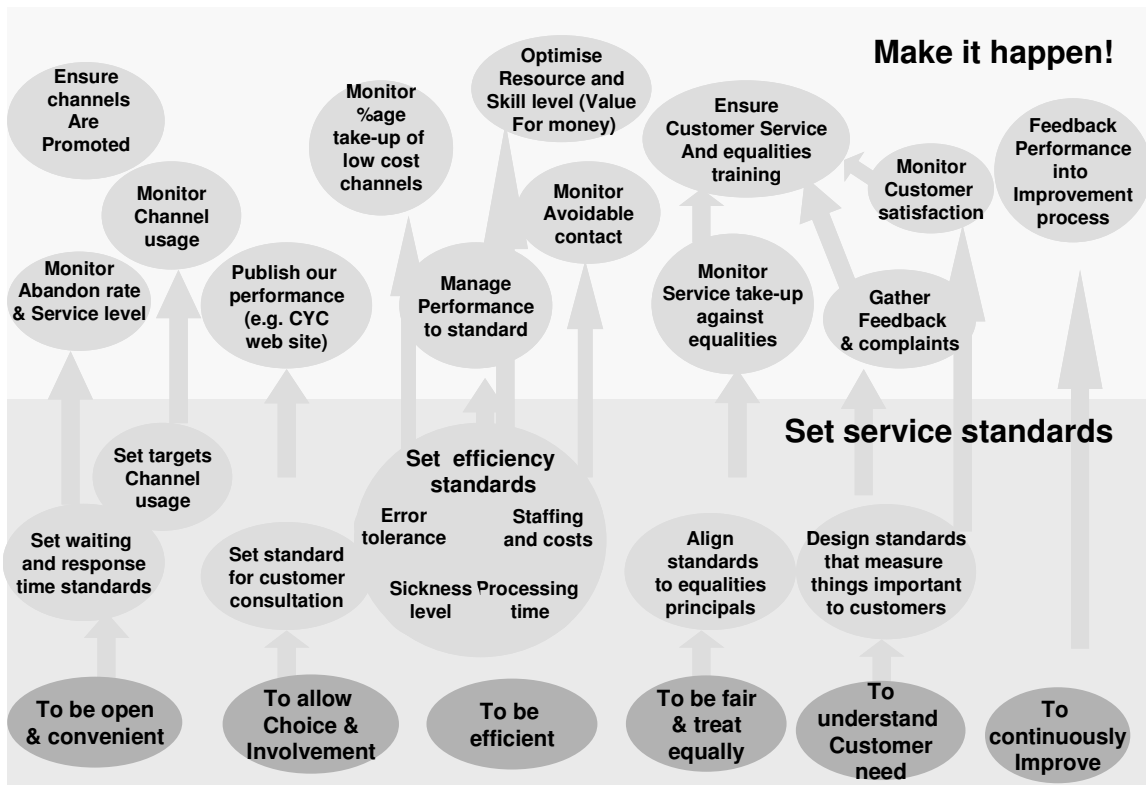 Make it happen!
Ensure
channels
Are
Promoted
Monitor
%age
take-up of
low cost
channels
Optimise
Resource and
Skill level (Value
For money)
Ensure
Customer Service
And equalities
training
Feedback
Performance
into
Improvement
process
Monitor
Channel
usage
Monitor
Avoidable
contact
Monitor
Customer
satisfaction
Monitor
Abandon rate
& Service level
Publish our
performance
(e.g. CYC
web site)
Manage
Performance
to standard
Monitor
Service take-up
against
equalities
Gather
Feedback
& complaints
Set service standards
Set targets
Channel
usage
Set efficiency
standards
Error
tolerance
Staffing
and costs
Sickness
level
Processing
time
Set waiting
and response
time standards
Set standard
for customer
consultation
Align
standards
to equalities
principals
Design standards
that measure
things important
to customers
To be open
& convenient
To allow
Choice &
Involvement
To be
efficient
To be fair
& treat
equally
To
understand
Customer
need
To
continuously
Improve